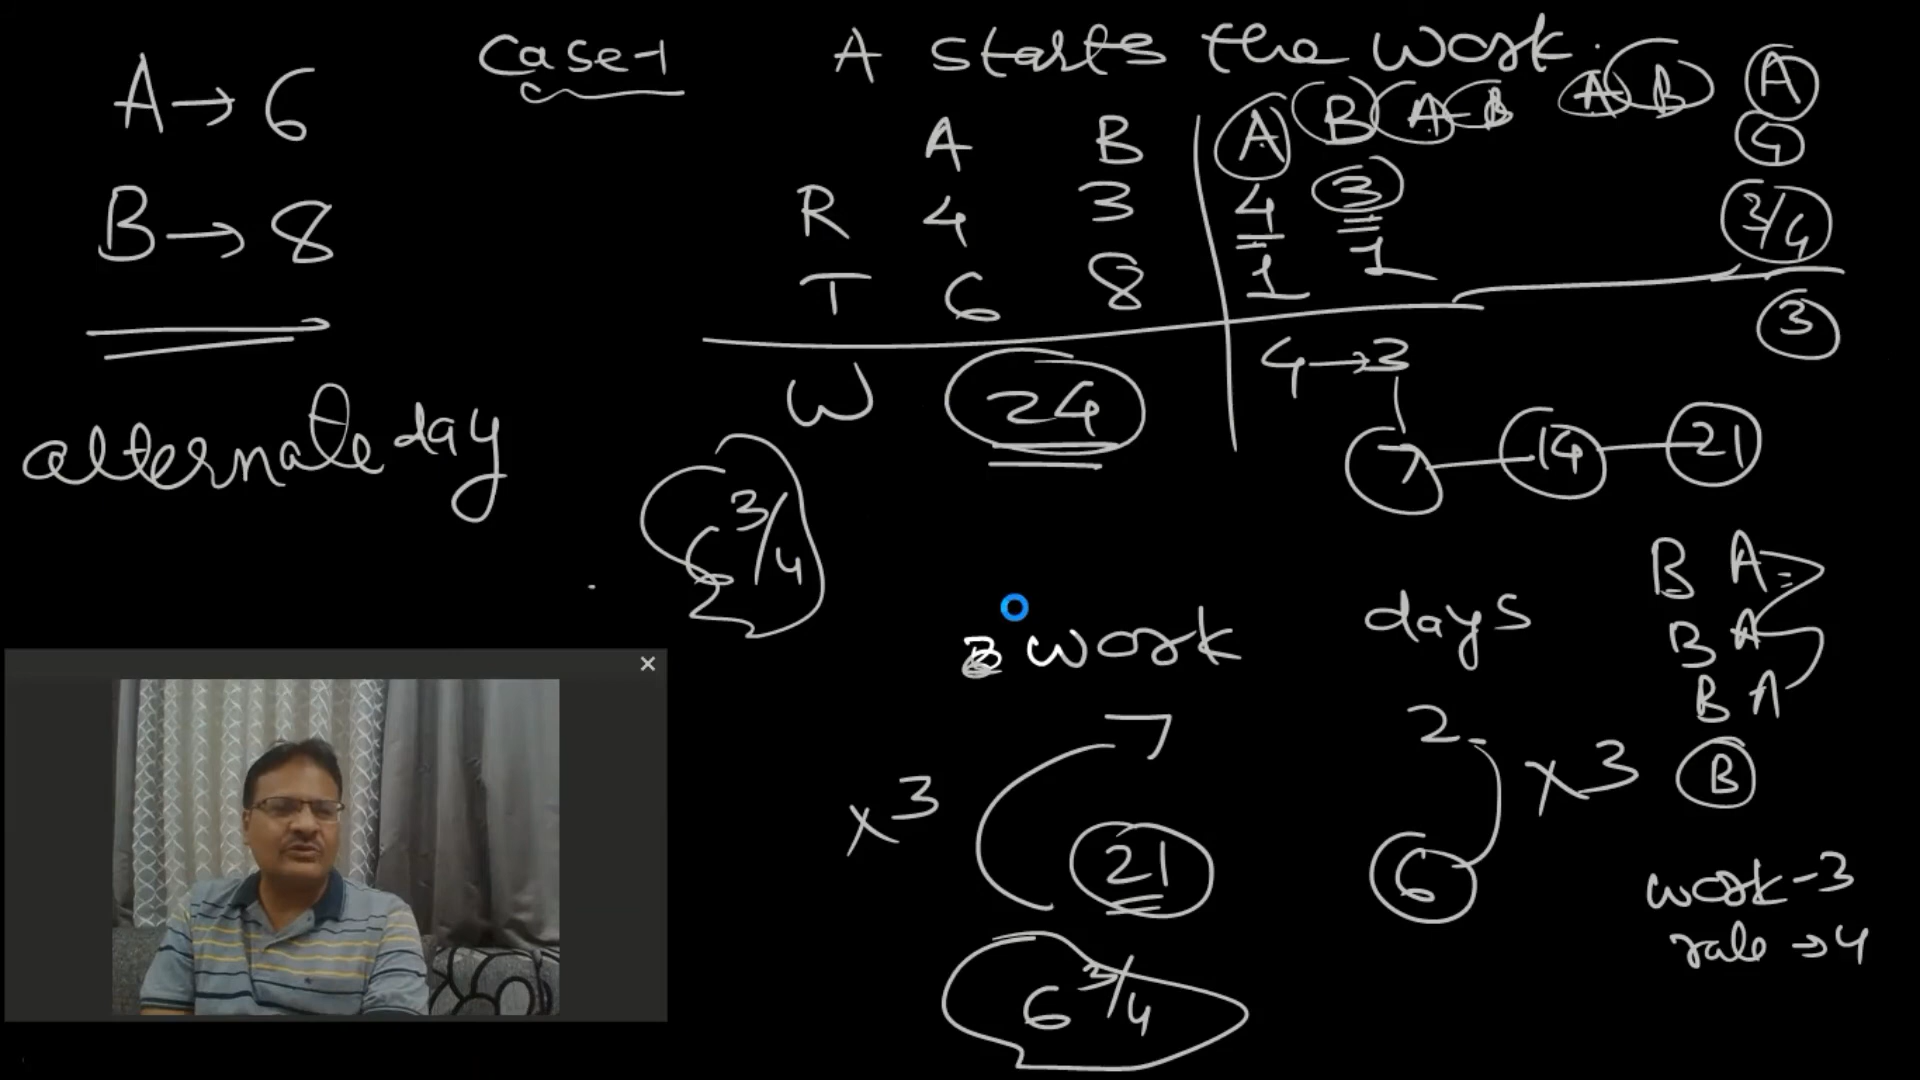 Case-1 A starts the work.
A→6
B→8
alternate day
A B
R 4 3
T 6 8
W 24
A B A B A B A
4 3 4
1 1 3/4
3
4→3
7 14 21
6 3/4
B A
B A
B A
B
work days
7 2
x3 x3
21 6
6 3/4
work-3
rate→4